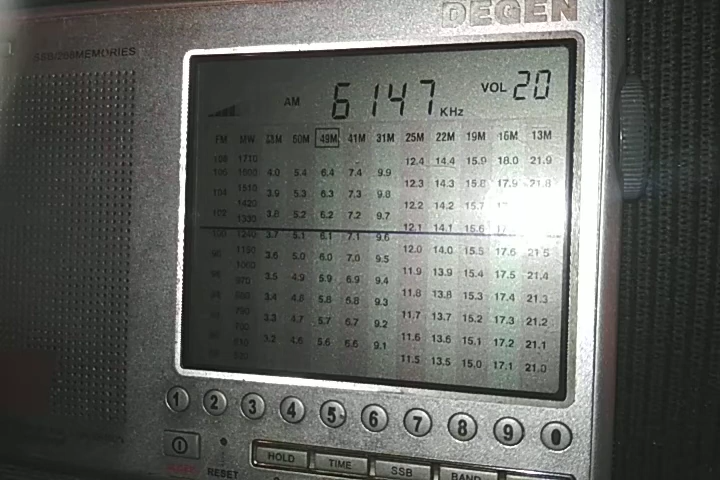 DEGEN
SSB/268MEMORIES
AM 6147 KHz VOL 20
FM MW 49M 41M 31M 25M 22M 19M 16M 13M
108 1710 12.4 14.4 15.9 18.0 21.9
4.0 5.4 6.4 7.4 9.9
12.3 14.3 15.8 17.9 21.8
104 1510 3.9 5.3 6.3 7.3 9.8
1420 12.2 14.2 15.7
102 3.8 5.2 6.2 7.2 9.7
1330 12.1 14.1 15.6
100 1240 3.7 5.1 6.1 7.1 9.6
12.0 14.0 15.5 17.6 21.5
3.6 5.0 6.0 7.0 9.5
11.9 13.9 15.4 17.5 21.4
3.5 4.9 5.9 6.9 9.4
11.8 13.8 15.3 17.4 21.3
3.4 4.8 5.8 6.8 9.3
11.7 13.7 15.2 17.3 21.2
3.3 4.7 5.7 6.7 9.2
11.6 13.6 15.1 17.2 21.1
3.2 4.6 5.6 6.6 9.1
11.5 13.5 15.0 17.1 21.0
1 2 3 4 5 6 7 8 9 0
RESET
HOLD TIME SSB BAND